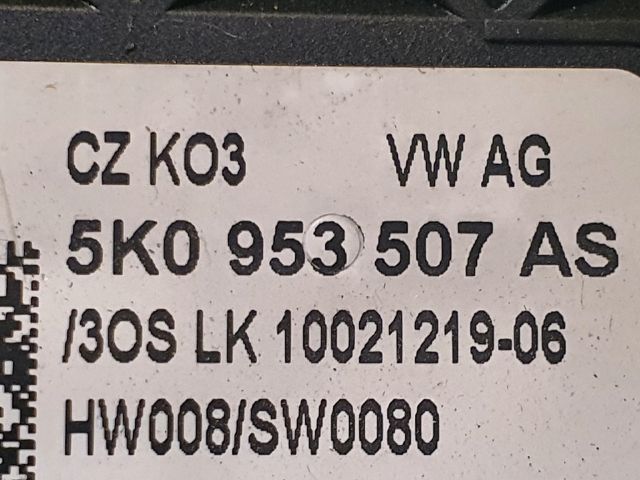 CZ KO3 VW AG
5K0 953 507 AS
/3OS LK 10021219-06
HW008/SW0080